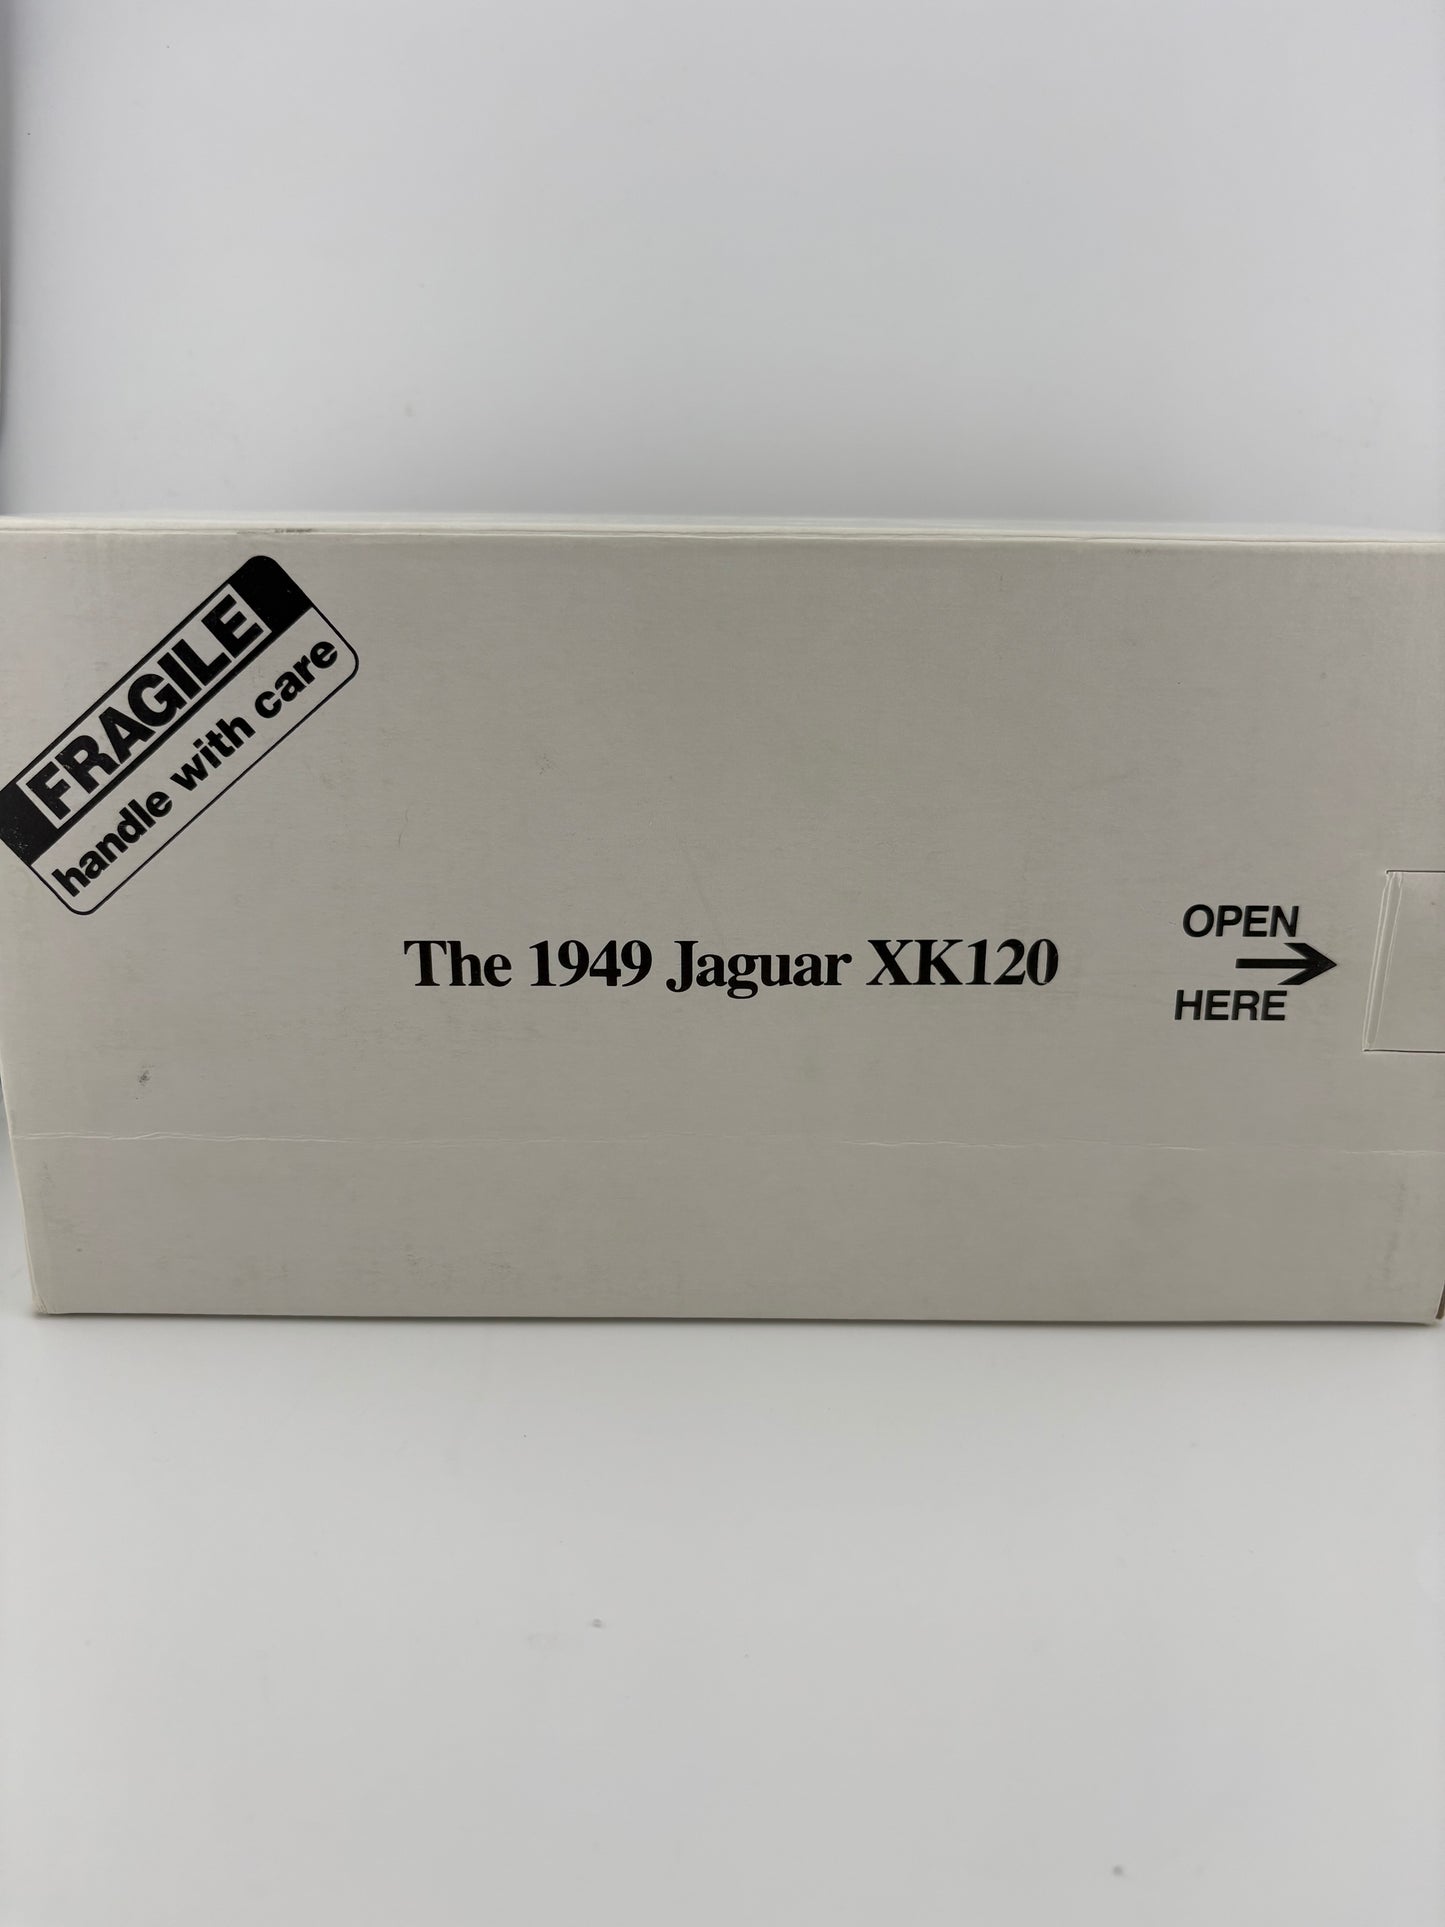 FRAGILE
handle with care
The 1949 Jaguar XK120
OPEN
HERE